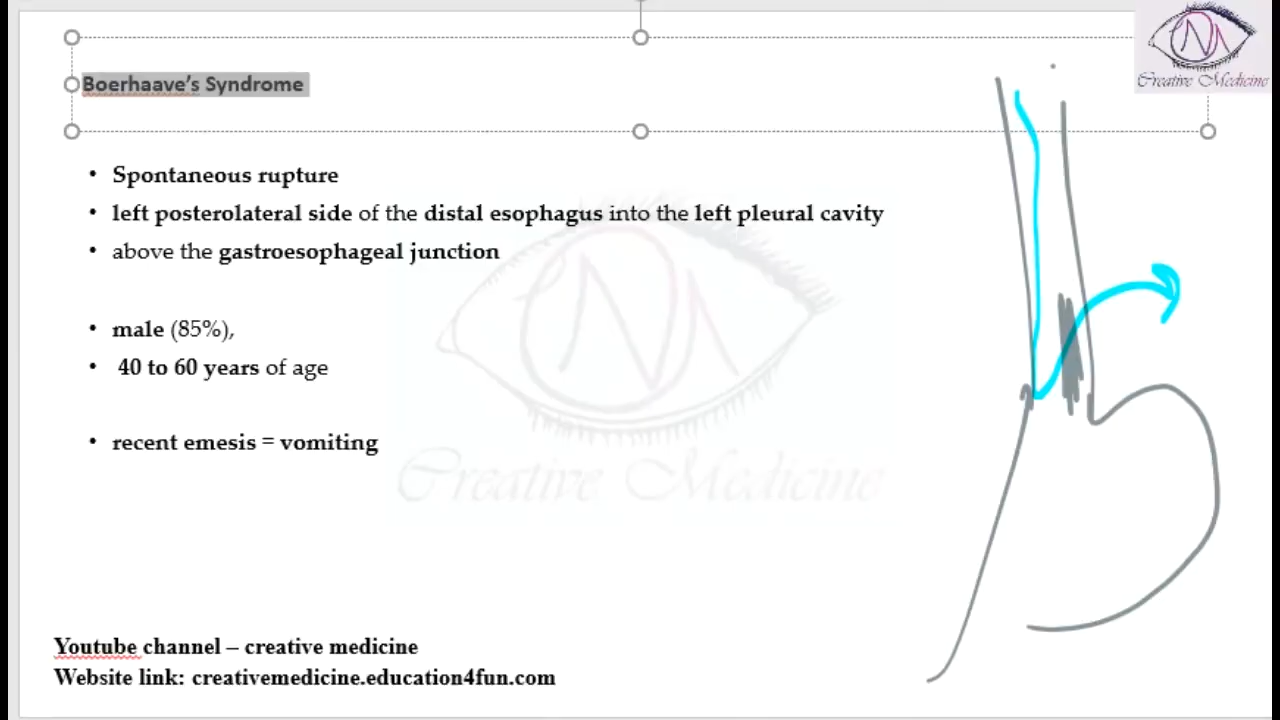 Creative Medicine
Boerhaave's Syndrome
• Spontaneous rupture
• left posterolateral side of the distal esophagus into the left pleural cavity
• above the gastroesophageal junction
• male (85%),
• 40 to 60 years of age
• recent emesis = vomiting
Creative Medicine
Youtube channel – creative medicine
Website link: creativemedicine.education4fun.com